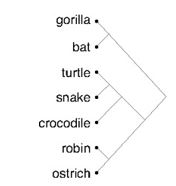 gorilla
bat
turtle
snake
crocodile
robin
ostrich